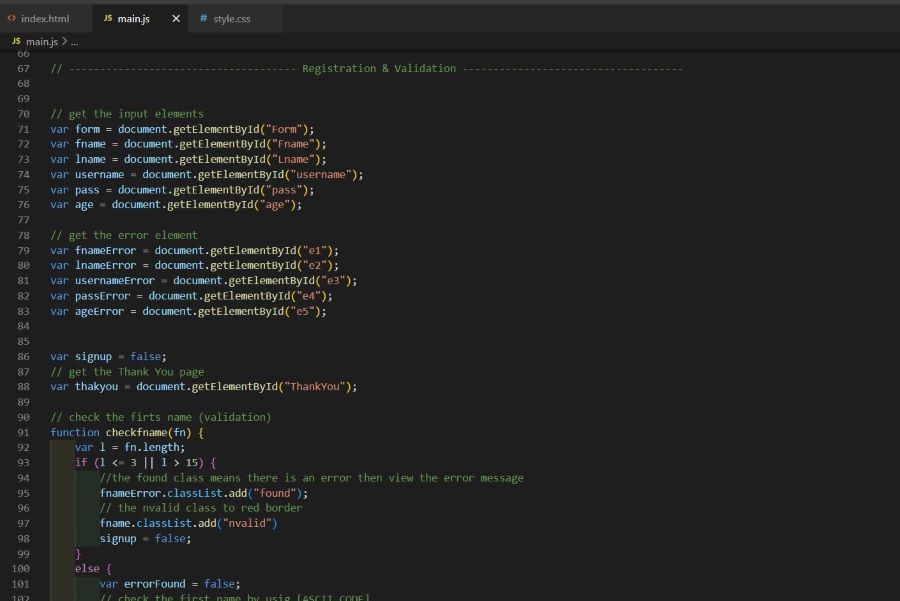 <> index.html JS main.js X # style.css
JS main.js > ...
66
67 // ------------------------------------- Registration & Validation ------------------------------------
68
69
70 // get the input elements
71 var form = document.getElementById("Form");
72 var fname = document.getElementById("Fname");
73 var lname = document.getElementById("Lname");
74 var username = document.getElementById("username");
75 var pass = document.getElementById("pass");
76 var age = document.getElementById("age");
77
78 // get the error element
79 var fnameError = document.getElementById("e1");
80 var lnameError = document.getElementById("e2");
81 var usernameError = document.getElementById("e3");
82 var passError = document.getElementById("e4");
83 var ageError = document.getElementById("e5");
84
85
86 var signup = false;
87 // get the Thank You page
88 var thakyou = document.getElementById("ThankYou");
89
90 // check the firts name (validation)
91 function checkfname(fn) {
92 var l = fn.length;
93 if (l <= 3 || l > 15) {
94 //the found class means there is an error then view the error message
95 fnameError.classList.add("found");
96 // the nvalid class to red border
97 fname.classList.add("nvalid")
98 signup = false;
99 }
100 else {
101 var errorFound = false;
102 // check the first name by usig [ASCII CODE]